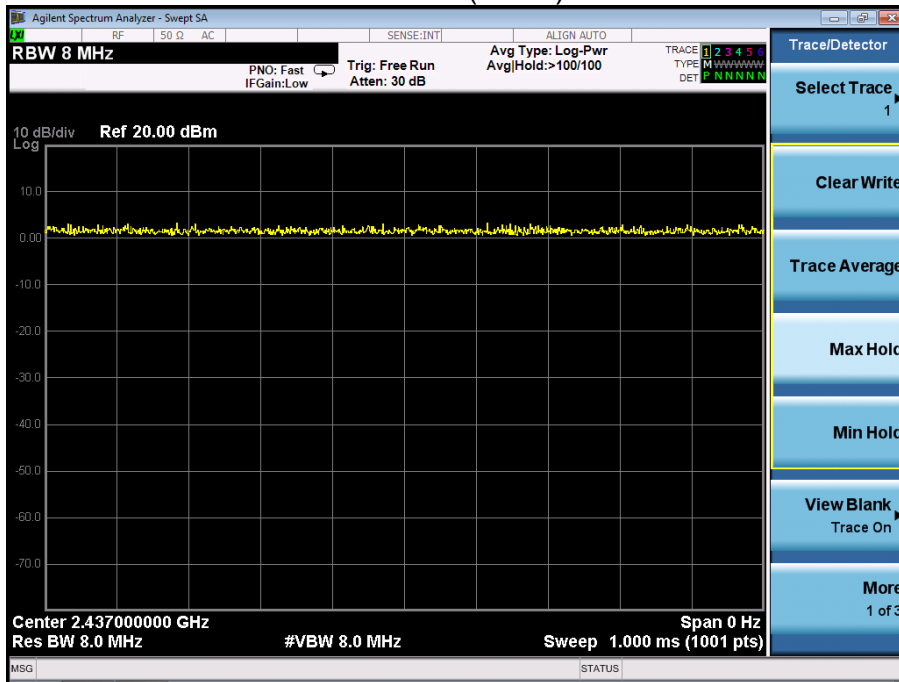 Agilent Spectrum Analyzer - Swept SA
LXI RF 50 Ω AC SENSE:INT ALIGN AUTO
RBW 8 MHz
PNO: Fast
IFGain:Low
Trig: Free Run
Atten: 30 dB
Avg Type: Log-Pwr
Avg|Hold:>100/100
TRACE 1 2 3 4 5 6
TYPE M WWWWW
DET P N N N N N
10 dB/div Ref 20.00 dBm
Log
10.0
0.00
-10.0
-20.0
-30.0
-40.0
-50.0
-60.0
-70.0
Center 2.437000000 GHz Span 0 Hz
Res BW 8.0 MHz #VBW 8.0 MHz Sweep 1.000 ms (1001 pts)
MSG STATUS
Trace/Detector
Select Trace
1
Clear Write
Trace Average
Max Hold
Min Hold
View Blank
Trace On
More
1 of 3